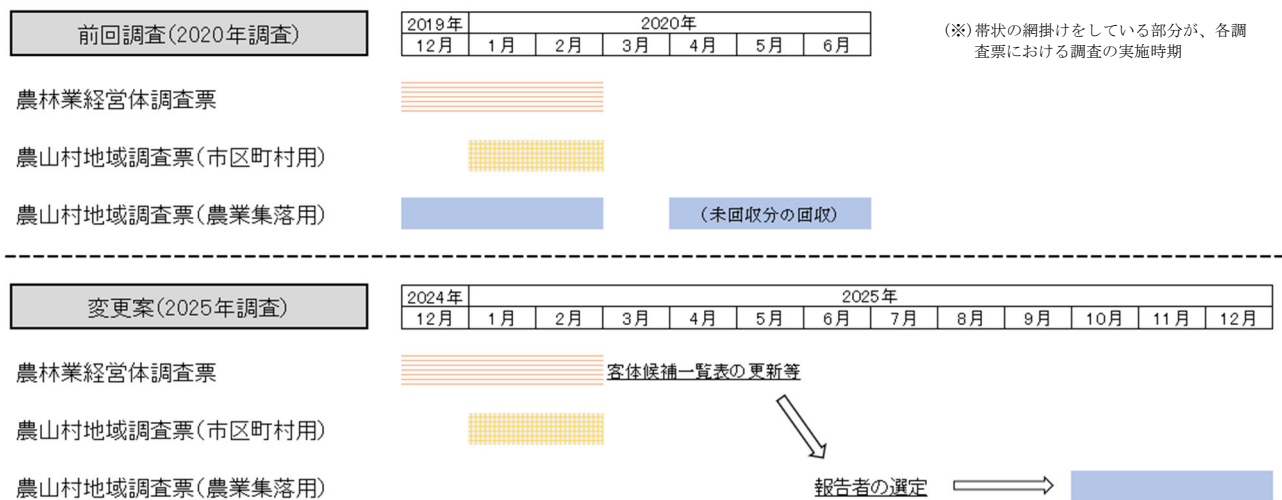 前回調査(2020年調査)
2019年 2020年
12月 1月 2月 3月 4月 5月 6月
(※)帯状の網掛けをしている部分が、各調
査票における調査の実施時期
農林業経営体調査票
農山村地域調査票(市区町村用)
農山村地域調査票(農業集落用)
(未回収分の回収)
変更案(2025年調査)
2024年 2025年
12月 1月 2月 3月 4月 5月 6月 7月 8月 9月 10月 11月 12月
農林業経営体調査票
客体候補一覧表の更新等
農山村地域調査票(市区町村用)
農山村地域調査票(農業集落用)
報告者の選定